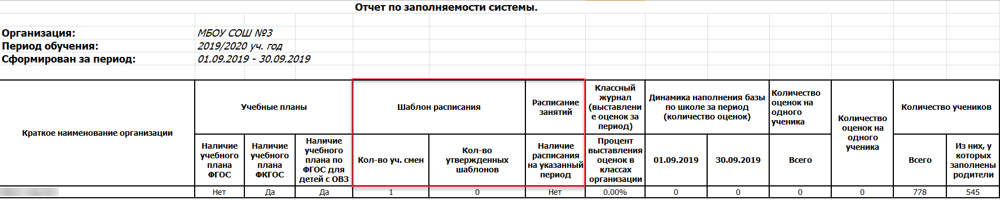 Отчет по заполняемости системы.
Организация: МБОУ СОШ №3
Период обучения: 2019/2020 уч. год
Сформирован за период: 01.09.2019 - 30.09.2019
Краткое наименование организации
Учебные планы
Шаблон расписания
Расписание
занятий
Классный
журнал
(выставлени
е оценок за
период)
Динамика наполнения базы
по школе за период
(количество оценок)
Количество
оценок на
одного
ученика
Количество
оценок на
одного
ученика
Количество учеников
Наличие
учебного
плана
ФГОС
Наличие
учебного
плана
ФКГОС
Наличие
учебного
плана по
ФГОС для
детей с ОВЗ
Кол-во уч. смен
Кол-во
утвержденных
шаблонов
Наличие
расписания
на указанный
период
Процент
выставления
оценок в
классах
организации
01.09.2019
30.09.2019
Всего
Всего
Из них, у
которых
заполнены
родители
Нет Да Да 1 0 Нет 0.00% 0 0 0 0 778 545